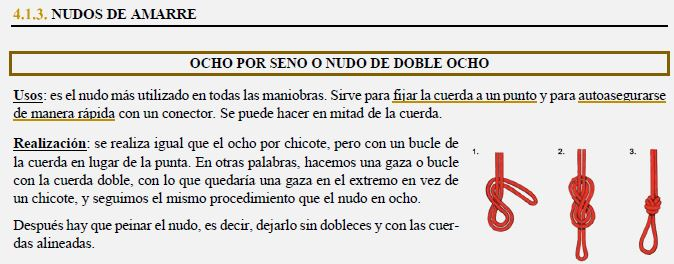 4.1.3. NUDOS DE AMARRE
OCHO POR SENO O NUDO DE DOBLE OCHO
Usos: es el nudo más utilizado en todas las maniobras. Sirve para fijar la cuerda a un punto y para autoasegurarse
de manera rápida con un conector. Se puede hacer en mitad de la cuerda.
Realización: se realiza igual que el ocho por chicote, pero con un bucle de
la cuerda en lugar de la punta. En otras palabras, hacemos una gaza o bucle
con la cuerda doble, con lo que quedaría una gaza en el extremo en vez de
un chicote, y seguimos el mismo procedimiento que el nudo en ocho.
Después hay que peinar el nudo, es decir, dejarlo sin dobleces y con las cuer-
das alineadas.
1. 2. 3.